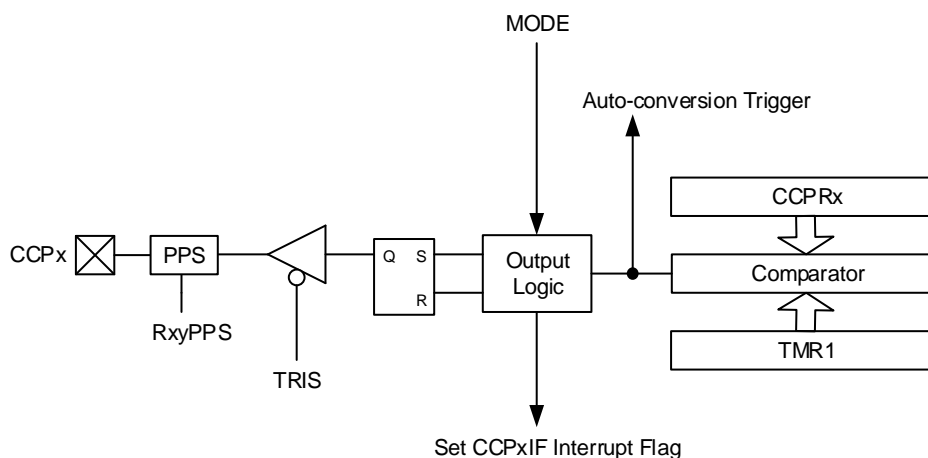 MODE
Auto-conversion Trigger
CCPRx
CCPx
PPS
Q
S
R
Output
Logic
Comparator
RxyPPS
TRIS
TMR1
Set CCPxIF Interrupt Flag